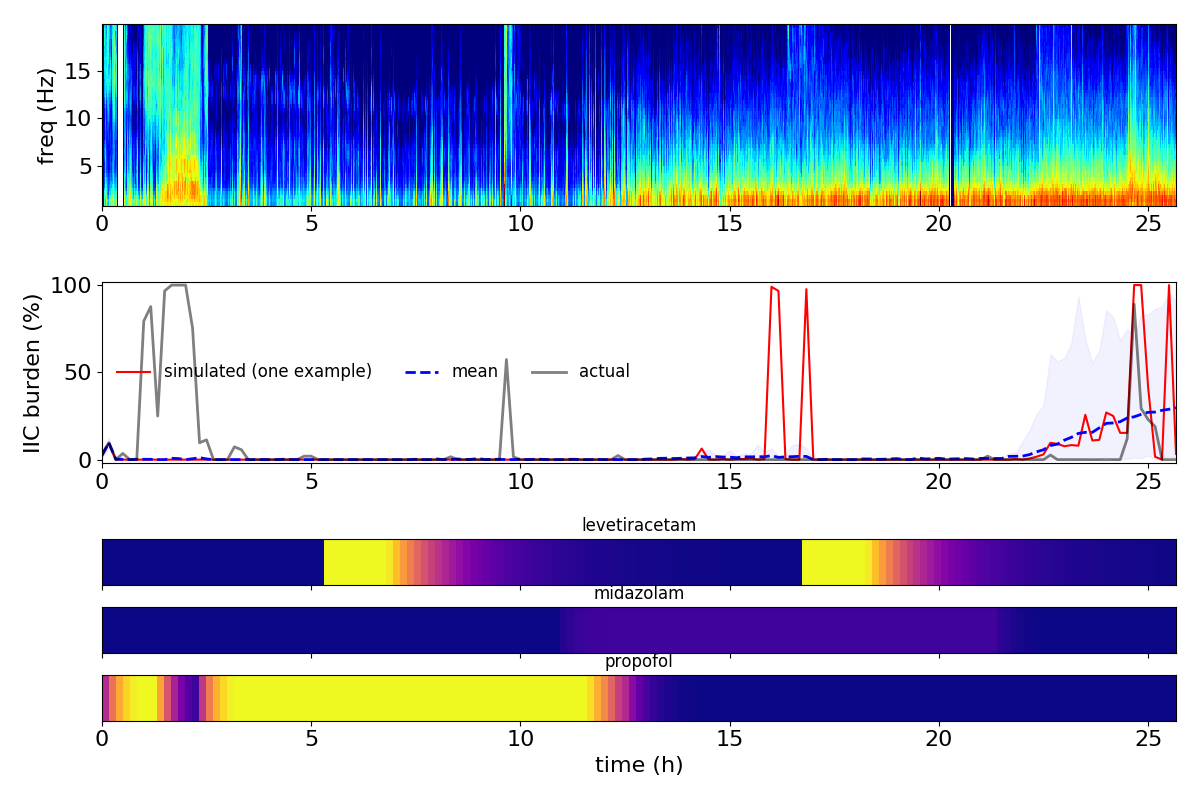 freq (Hz)
15
10
5
0 5 10 15 20 25
IIC burden (%)
100
50
0
simulated (one example) mean actual
0 5 10 15 20 25
levetiracetam
midazolam
propofol
0 5 10 15 20 25
time (h)